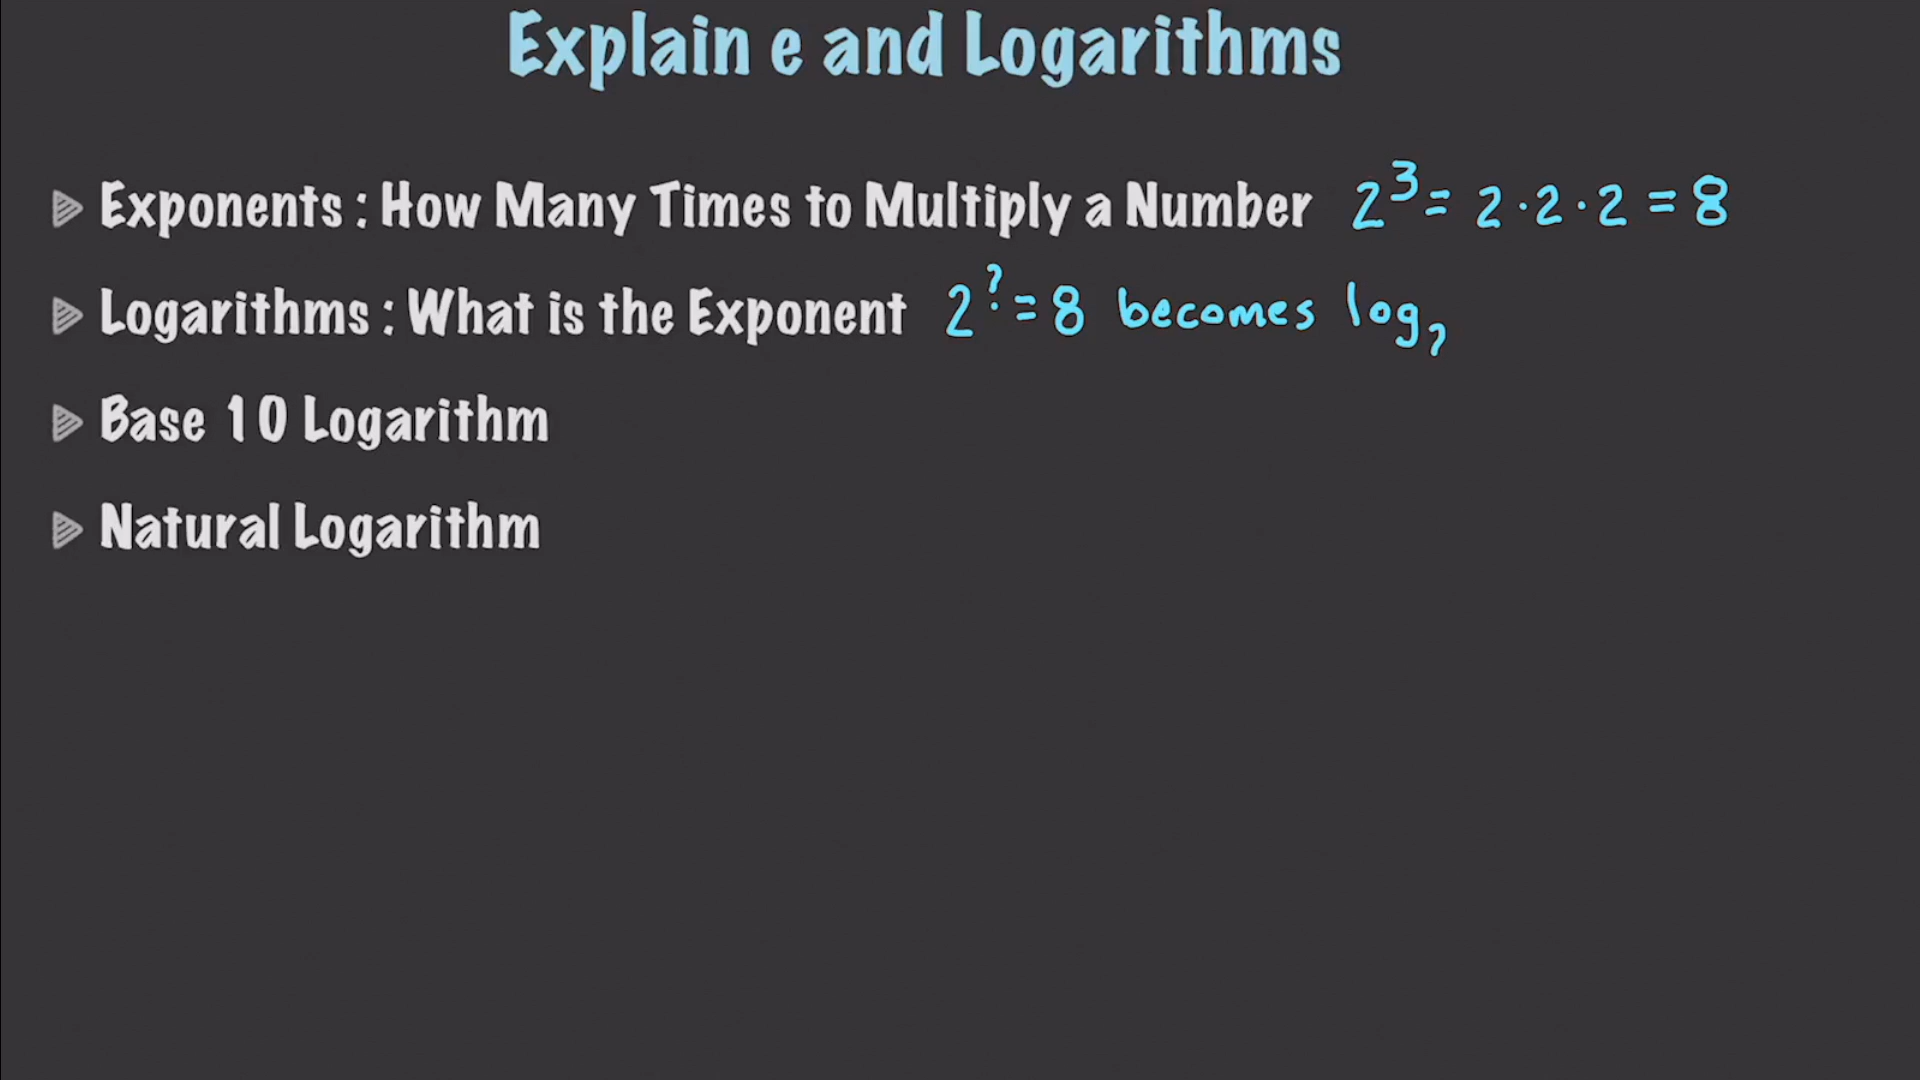 Explain e and Logarithms
Exponents : How Many Times to Multiply a Number 2³ = 2 · 2 · 2 = 8
Logarithms : What is the Exponent 2^? = 8 becomes log
Base 10 Logarithm
Natural Logarithm